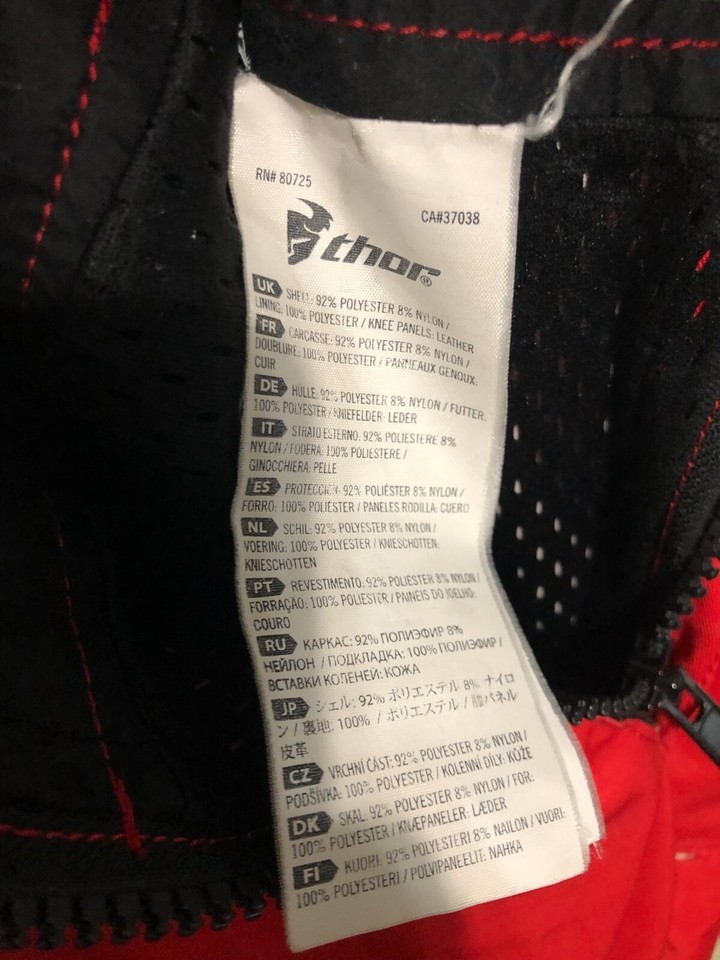 RN# 80725
CA#37038
thor®
UK SHELL: 92% POLYESTER 8% NYLON /
LINING: 100% POLYESTER / KNEE PANELS: LEATHER
FR CARCASSE: 92% POLYESTER 8% NYLON /
DOUBLURE: 100% POLYESTER / PANNEAUX GENOUX:
CUIR
DE HULLE: 92% POLYESTER 8% NYLON / FUTTER:
100% POLYESTER / KNIEFELDER: LEDER
IT STRATO ESTERNO: 92% POLIESTERE 8%
NYLON / FODERA: 100% POLIESTERE /
GINOCCHIERA: PELLE
ES PROTECCION: 92% POLIÉSTER 8% NYLON /
FORRO: 100% POLIÉSTER / PANELES RODILLA: CUERO
NL SCHIL: 92% POLYESTER 8% NYLON /
VOERING: 100% POLYESTER / KNIESCHOTTEN:
KNIESCHOTTEN
PT REVESTIMENTO: 92% POLIÉSTER 8% NYLON /
FORRAÇÃO: 100% POLIÉSTER / PAINÉIS DO JOELHO:
COURO
RU КАРКАС: 92% ПОЛИЭФИР 8%
НЕЙЛОН / ПОДКЛАДКА: 100% ПОЛИЭФИР /
ВСТАВКИ КОЛЕНЕЙ: КОЖА
JP シェル: 92% ポリエステル 8% ナイロ
ン / 裏地: 100% / ポリエステル / 膝パネル
皮革
CZ VRCHNÍ ČÁST: 92% POLYESTER 8% NYLON /
PODŠÍVKA: 100% POLYESTER / KOLENNÍ DÍLY: KŮŽE
DK SKAL: 92% POLYESTER 8% NYLON / FOR:
100% POLYESTER / KNÆPANELER: LÆDER
FI KUORI: 92% POLYESTERI 8% NAILON / VUORI:
100% POLYESTERI / POLVIPANEELIT: NAHKA